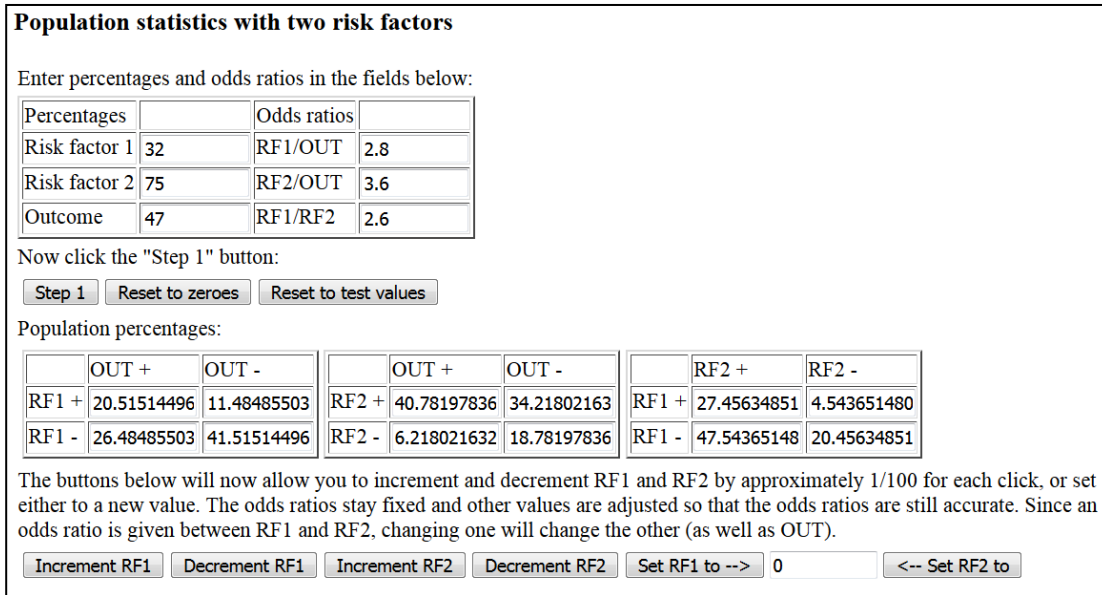 Population statistics with two risk factors
Enter percentages and odds ratios in the fields below:
Percentages Odds ratios
Risk factor 1 32 RF1/OUT 2.8
Risk factor 2 75 RF2/OUT 3.6
Outcome 47 RF1/RF2 2.6
Now click the "Step 1" button:
Step 1 Reset to zeroes Reset to test values
Population percentages:
OUT + OUT - OUT + OUT - RF2 + RF2 -
RF1 + 20.51514496 11.48485503 RF2 + 40.78197836 34.21802163 RF1 + 27.45634851 4.543651480
RF1 - 26.48485503 41.51514496 RF2 - 6.218021632 18.78197836 RF1 - 47.54365148 20.45634851
The buttons below will now allow you to increment and decrement RF1 and RF2 by approximately 1/100 for each click, or set
either to a new value. The odds ratios stay fixed and other values are adjusted so that the odds ratios are still accurate. Since an
odds ratio is given between RF1 and RF2, changing one will change the other (as well as OUT).
Increment RF1 Decrement RF1 Increment RF2 Decrement RF2 Set RF1 to --> 0 <-- Set RF2 to